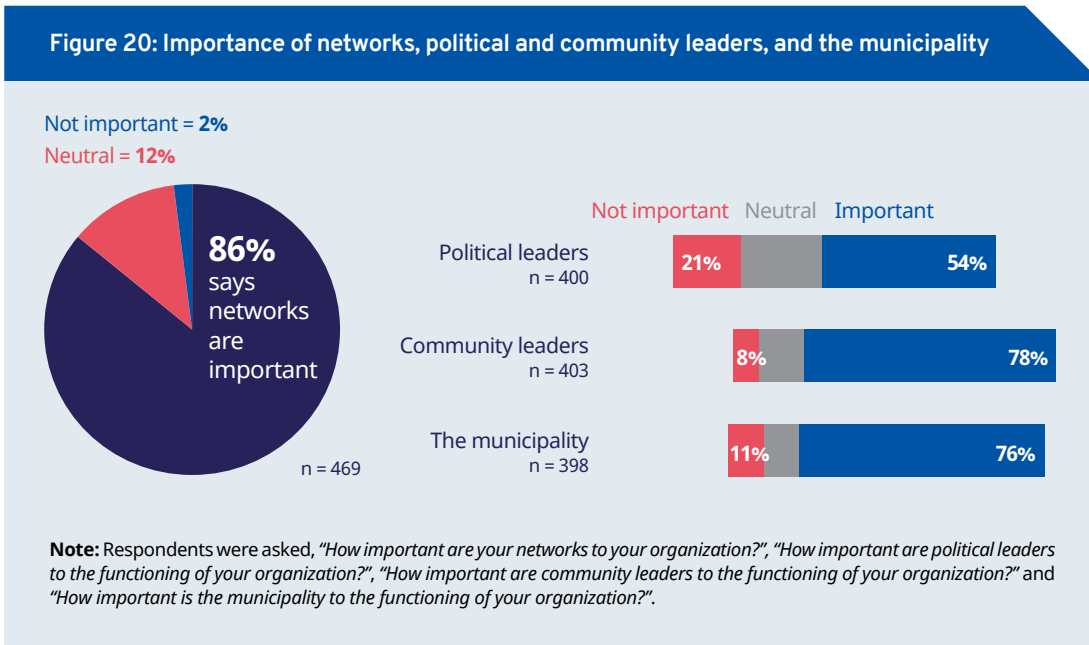 Figure 20: Importance of networks, political and community leaders, and the municipality
Not important = 2%
Neutral = 12%
86%
says
networks
are
important
n = 469
Not important Neutral Important
Political leaders
n = 400
21%
54%
Community leaders
n = 403
8%
78%
The municipality
n = 398
11%
76%
Note: Respondents were asked, “How important are your networks to your organization?”, “How important are political leaders
to the functioning of your organization?”, “How important are community leaders to the functioning of your organization?” and
“How important is the municipality to the functioning of your organization?”.